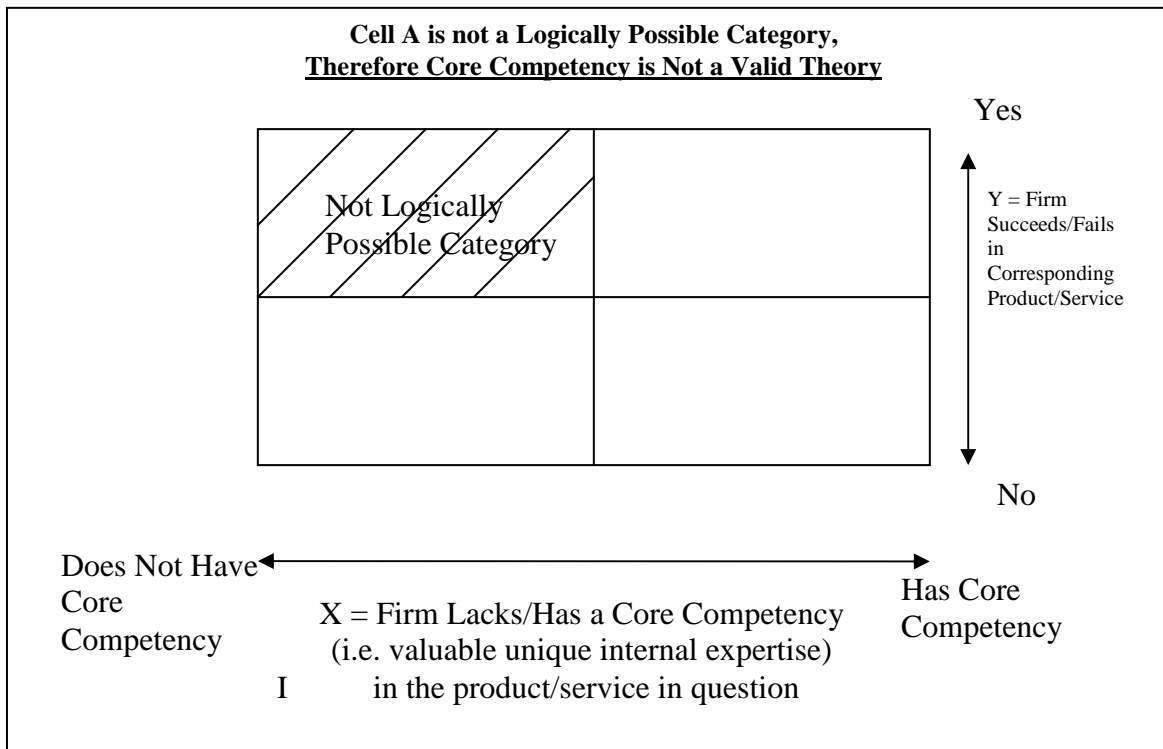 Cell A is not a Logically Possible Category,
Therefore Core Competency is Not a Valid Theory
Yes
Not Logically
Possible Category
Y = Firm
Succeeds/Fails
in
Corresponding
Product/Service
No
Does Not Have
Core
Competency
X = Firm Lacks/Has a Core Competency
(i.e. valuable unique internal expertise)
I in the product/service in question
Has Core
Competency